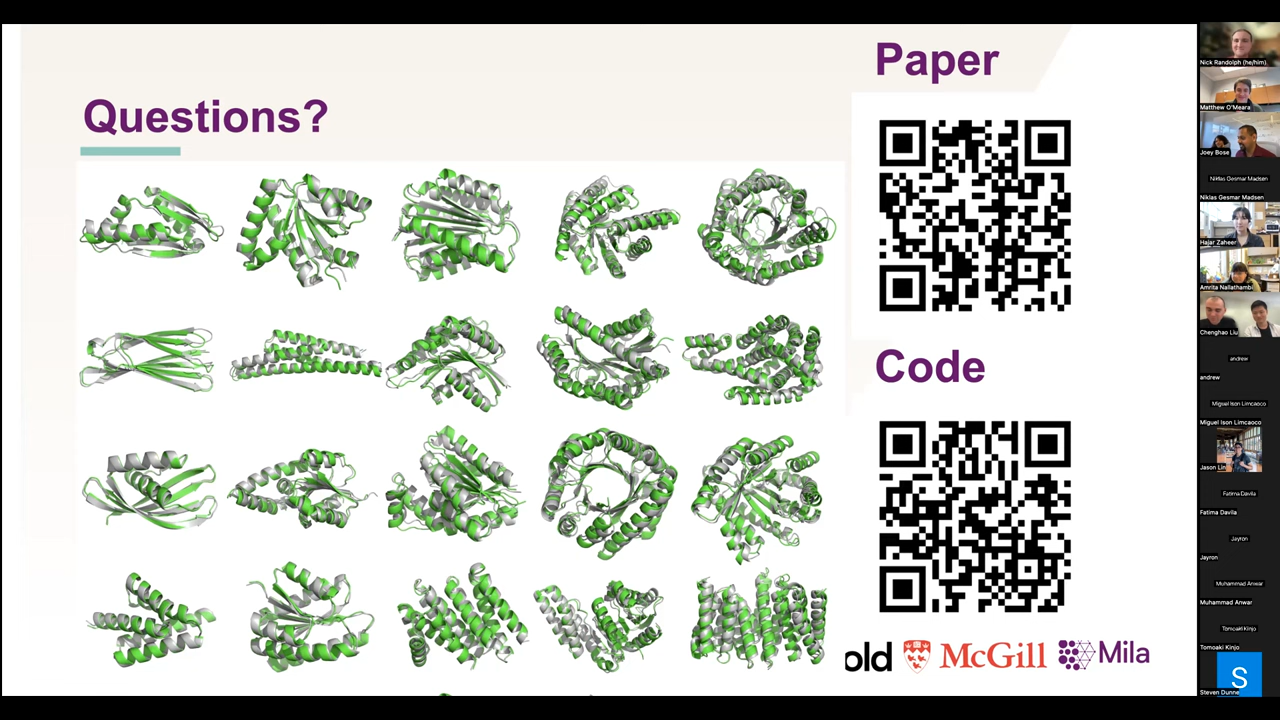 Questions?
Paper
Code
old
McGill
Mila
Nick Randolph (he/him)
Matthew O'Meara
Joey Bose
Niklas Gesmar Madsen
Niklas Gesmar Madsen
Hajar Zaheer
Amrita Nallathambi
Chenghao Liu
andrew
andrew
Miguel Ison Limcaoco
Miguel Ison Limcaoco
Jason Lin
Fatima Davila
Fatima Davila
Jayron
Jayron
Muhammad Anwar
Muhammad Anwar
Tomoaki Kinjo
Tomoaki Kinjo
S
Steven Dunne